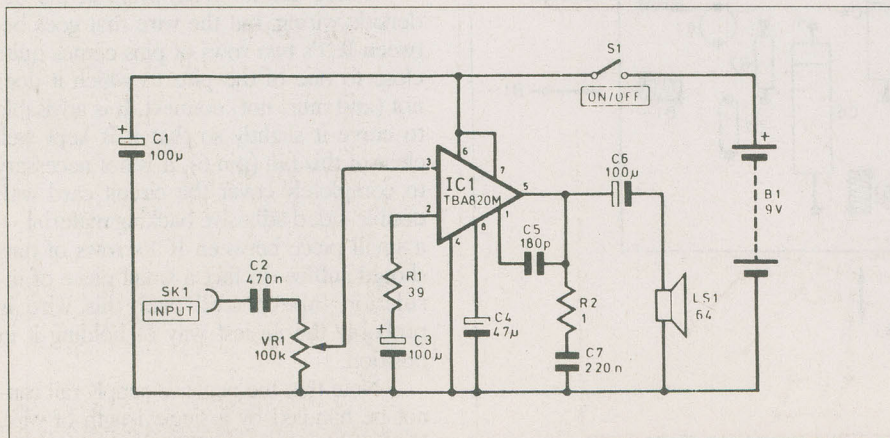 S1
ON/OFF
+
C1
100µ
3
6
7
IC1
TBA820M
5
2
4
8
1
C6
100µ
+
B1
9V
C5
180p
R1
39
SK1
INPUT
C2
470n
VR1
100k
+
C3
100µ
C4
47µ
R2
1
C7
220n
LS1
64